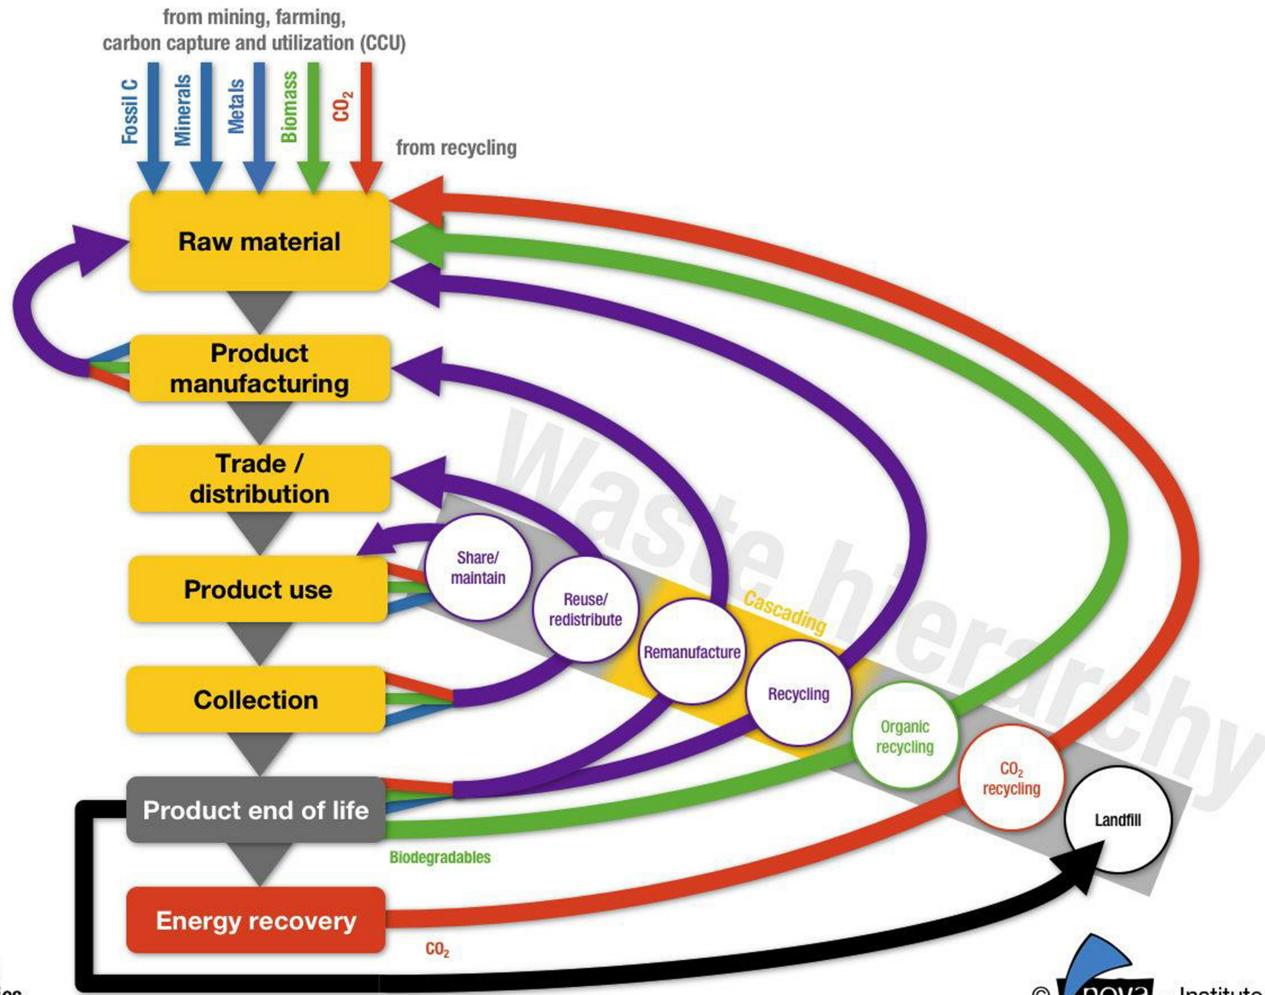 from mining, farming,
carbon capture and utilization (CCU)
Fossil C
Minerals
Metals
Biomass
CO₂
from recycling
Raw material
Product
manufacturing
Trade /
distribution
Product use
Collection
Product end of life
Energy recovery
Waste hierarchy
Share/
maintain
Reuse/
redistribute
Cascading
Remanufacture
Recycling
Organic
recycling
CO₂
recycling
Landfill
Biodegradables
CO₂
© nova Institute